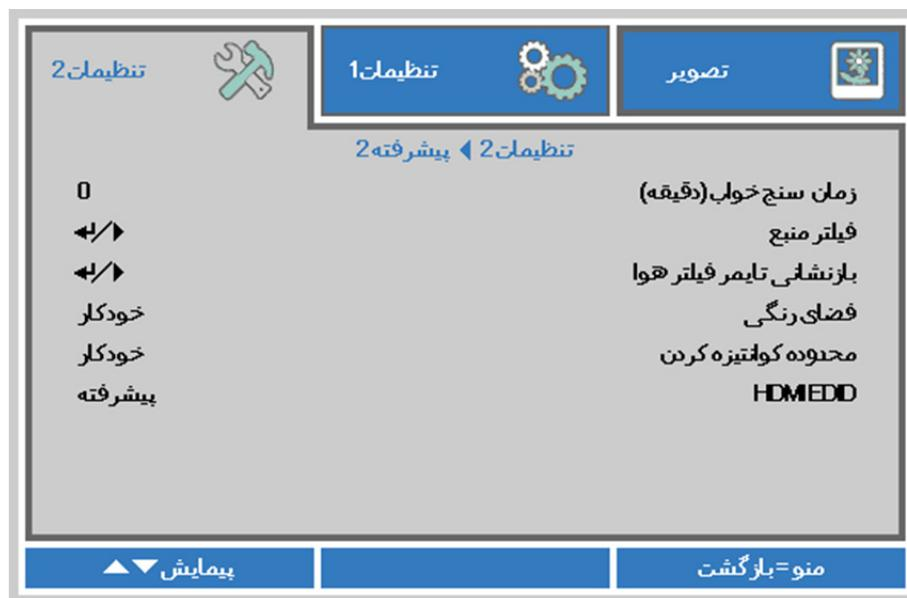 تصویر
تنظیمات1
تنظیمات2
تنظیمات2 پیشرفته2
زمان سنج خواب(دقیقه) 0
فیلتر منبع /
بازنشانی تایمر فیلتر هوا /
فضای رنگی خودکار
محدوده کوانتیزه کردن خودکار
HDMI EDID پیشرفته
منو=بازگشت
پیمایش